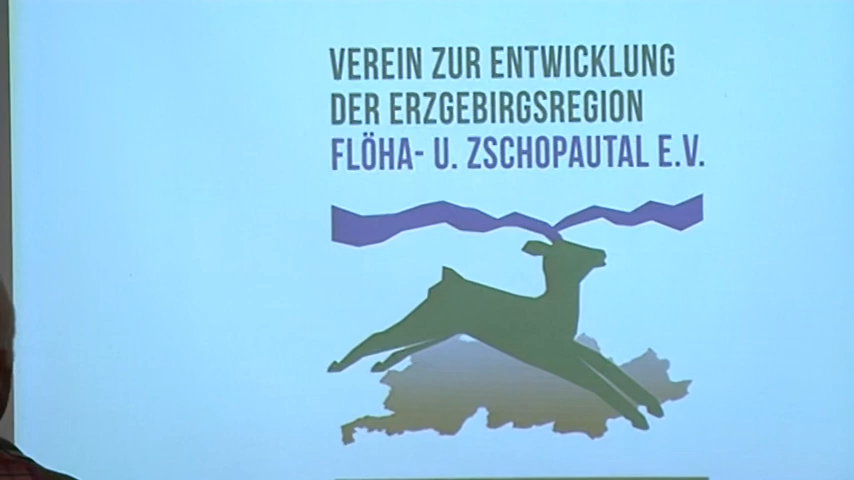 VEREIN ZUR ENTWICKLUNG
DER ERZGEBIRGSREGION
FLÖHA- U. ZSCHOPAUTAL E.V.